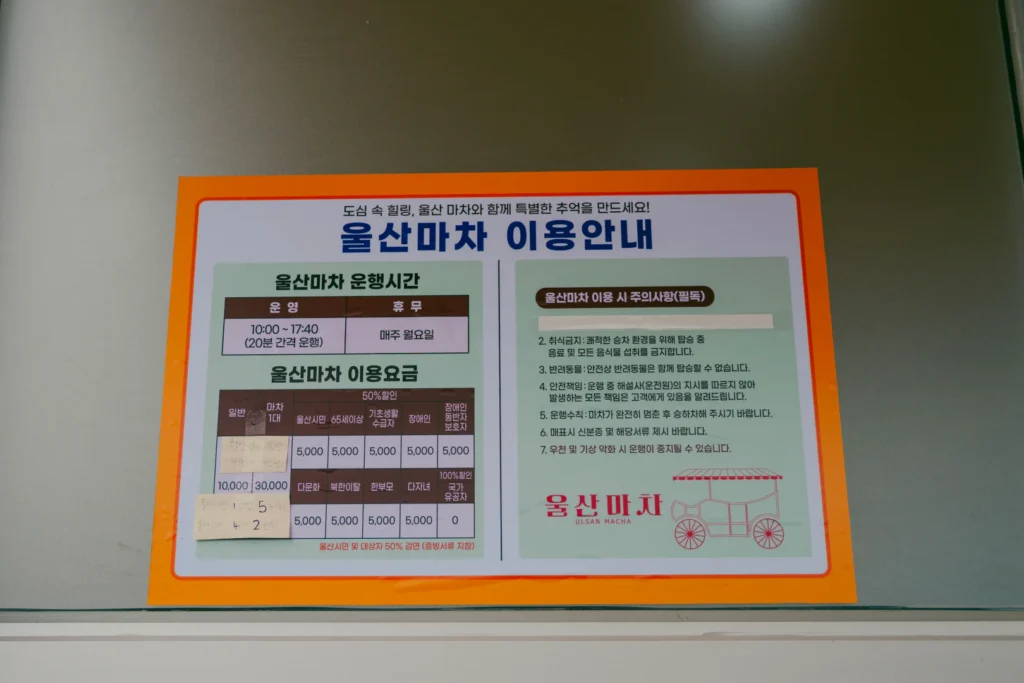 도심 속 힐링, 울산 마차와 함께 특별한 추억을 만드세요!
울산마차 이용안내
울산마차 운행시간
운 영 휴 무
10:00 ~ 17:40
(20분 간격 운행)
매주 월요일
울산마차 이용요금
일반 마차
1대
50%할인
울산시민 65세이상 기초생활
수급자
장애인 장애인
동반자
보호자
5,000 5,000 5,000 5,000 5,000
10,000 30,000
다문화 북한이탈 한부모 다자녀 100%할인
국가
유공자
1 5
4 2
5,000 5,000 5,000 5,000 0
울산시민 및 대상자 50% 감면 (증빙서류 지참)
울산마차 이용 시 주의사항(필독)
2. 취식금지: 쾌적한 승차 환경을 위해 탑승 중
음료 및 모든 음식물 섭취를 금지합니다.
3. 반려동물: 안전상 반려동물은 함께 탑승할 수 없습니다.
4. 안전책임: 운행 중 해설사(운전원)의 지시를 따르지 않아
발생하는 모든 책임은 고객에게 있음을 알려드립니다.
5. 운행수칙: 마차가 완전히 멈춘 후 승하차해 주시기 바랍니다.
6. 매표시 신분증 및 해당서류 제시 바랍니다.
7. 우천 및 기상 악화 시 운행이 중지될 수 있습니다.
울산마차
ULSAN MACHA